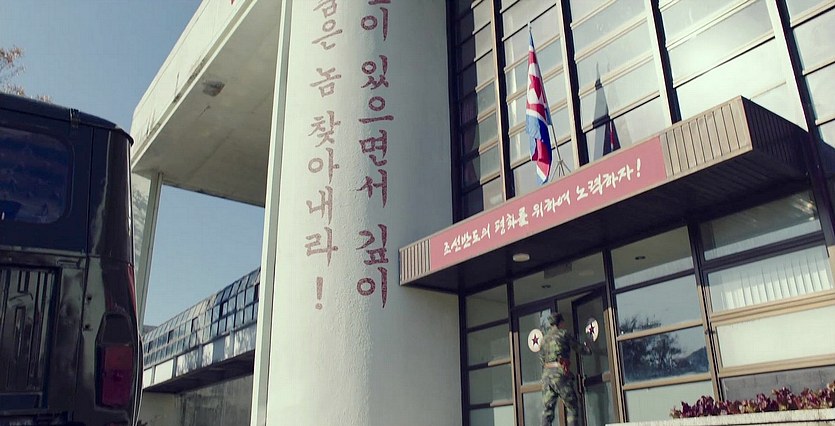 있으면서 깊이
숨은 놈 찾아내라!
조선반도의 평화를 위하여 노력하자!